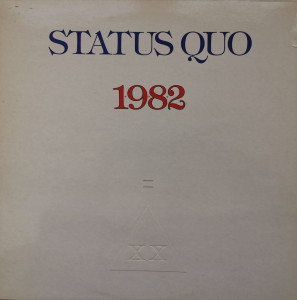 STATUS QUO
1982
=
XX